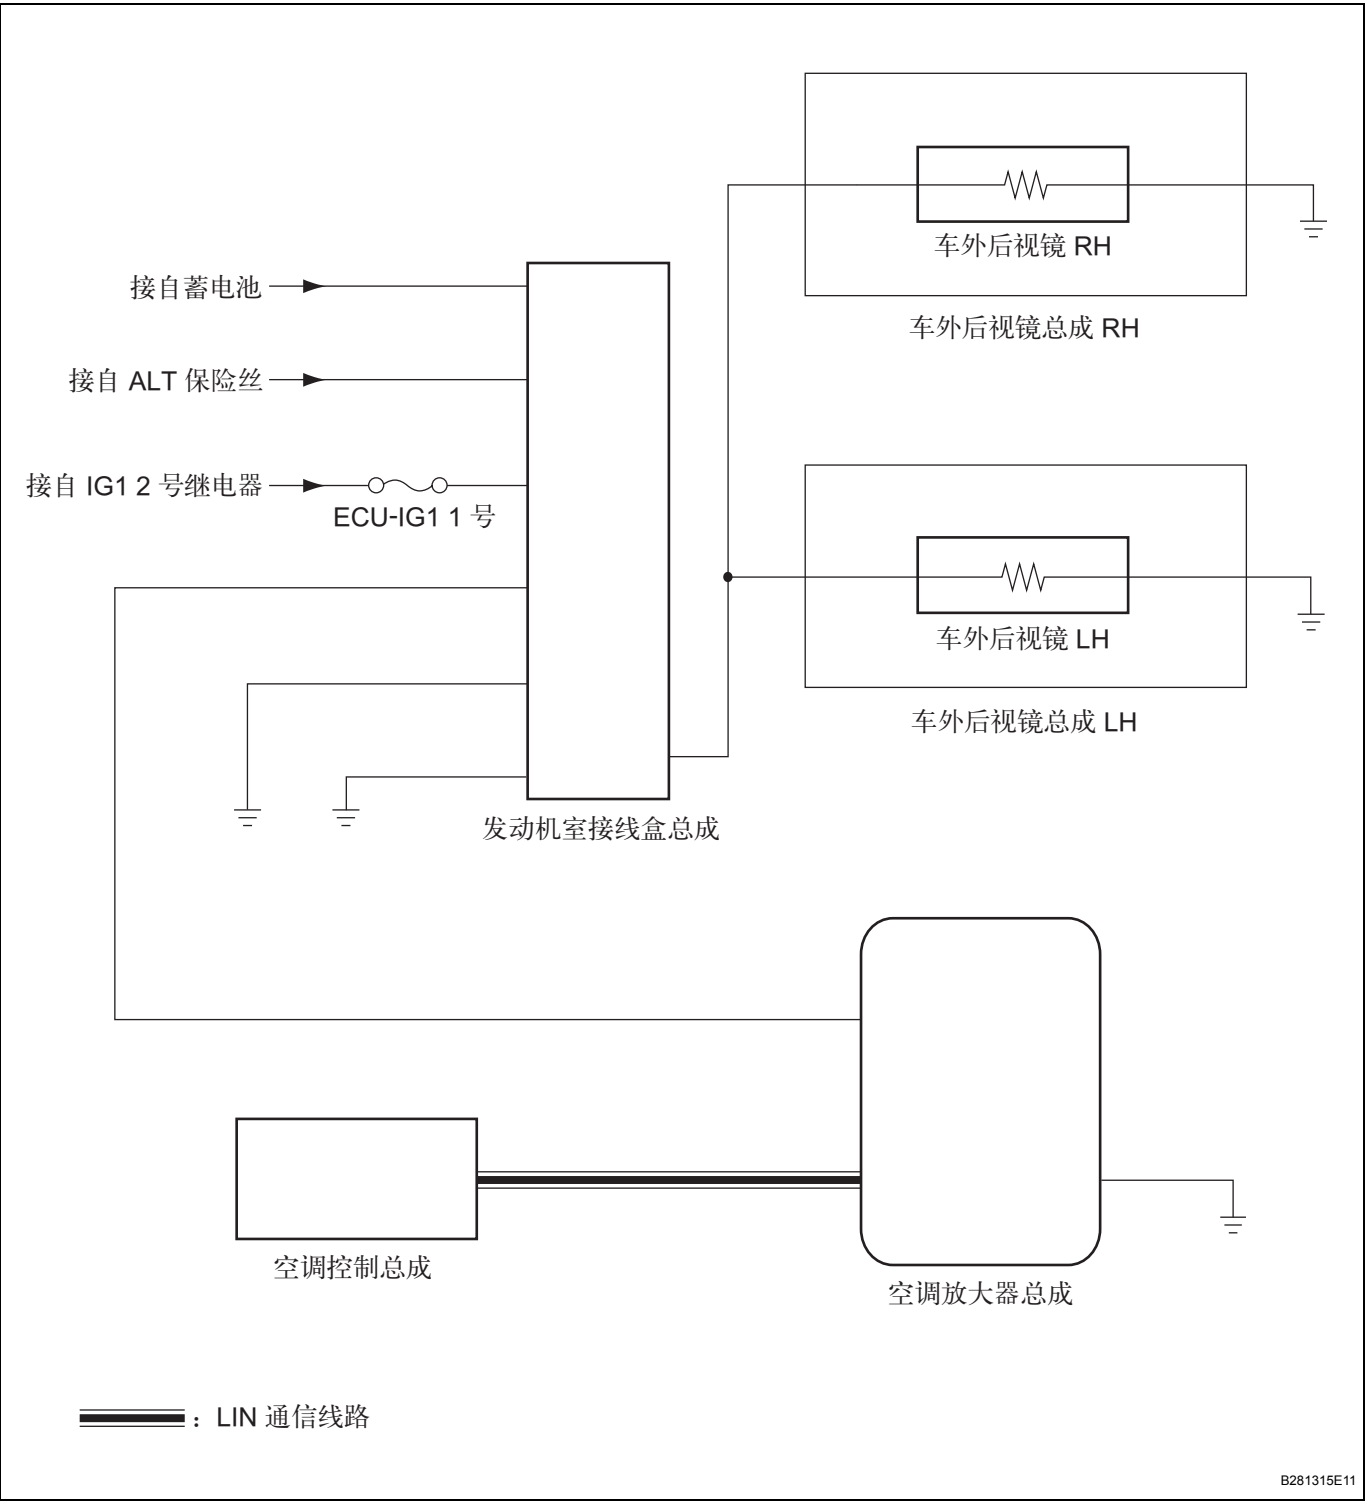 车外后视镜 RH
车外后视镜总成 RH
接自蓄电池
接自 ALT 保险丝
接自 IG1 2 号继电器
ECU-IG1 1 号
车外后视镜 LH
车外后视镜总成 LH
发动机室接线盒总成
空调控制总成
空调放大器总成
：LIN 通信线路
B281315E11